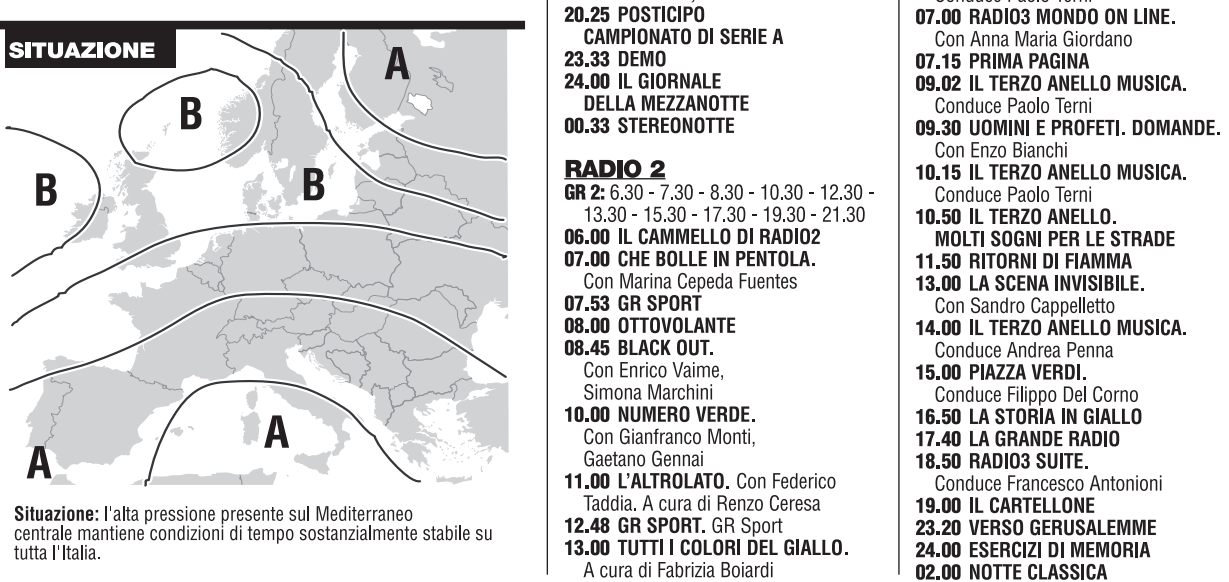 SITUAZIONE
A
B
B
B
A
A
Situazione: l'alta pressione presente sul Mediterraneo
centrale mantiene condizioni di tempo sostanzialmente stabile su
tutta l'Italia.
20.25 POSTICIPO
CAMPIONATO DI SERIE A
23.33 DEMO
24.00 IL GIORNALE
DELLA MEZZANOTTE
00.33 STEREONOTTE
RADIO 2
GR 2: 6.30 - 7.30 - 8.30 - 10.30 - 12.30 -
13.30 - 15.30 - 17.30 - 19.30 - 21.30
06.00 IL CAMMELLO DI RADIO2
07.00 CHE BOLLE IN PENTOLA.
Con Marina Cepeda Fuentes
07.53 GR SPORT
08.00 OTTOVOLANTE
08.45 BLACK OUT.
Con Enrico Vaime,
Simona Marchini
10.00 NUMERO VERDE.
Con Gianfranco Monti,
Gaetano Gennai
11.00 L'ALTROLATO. Con Federico
Taddia. A cura di Renzo Ceresa
12.48 GR SPORT. GR Sport
13.00 TUTTI I COLORI DEL GIALLO.
A cura di Fabrizia Boiardi
Conduce Paolo Terni
07.00 RADIO3 MONDO ON LINE.
Con Anna Maria Giordano
07.15 PRIMA PAGINA
09.02 IL TERZO ANELLO MUSICA.
Conduce Paolo Terni
09.30 UOMINI E PROFETI. DOMANDE.
Con Enzo Bianchi
10.15 IL TERZO ANELLO MUSICA.
Conduce Paolo Terni
10.50 IL TERZO ANELLO.
MOLTI SOGNI PER LE STRADE
11.50 RITORNI DI FIAMMA
13.00 LA SCENA INVISIBILE.
Con Sandro Cappelletto
14.00 IL TERZO ANELLO MUSICA.
Conduce Andrea Penna
15.00 PIAZZA VERDI.
Conduce Filippo Del Corno
16.50 LA STORIA IN GIALLO
17.40 LA GRANDE RADIO
18.50 RADIO3 SUITE.
Conduce Francesco Antonioni
19.00 IL CARTELLONE
23.20 VERSO GERUSALEMME
24.00 ESERCIZI DI MEMORIA
02.00 NOTTE CLASSICA